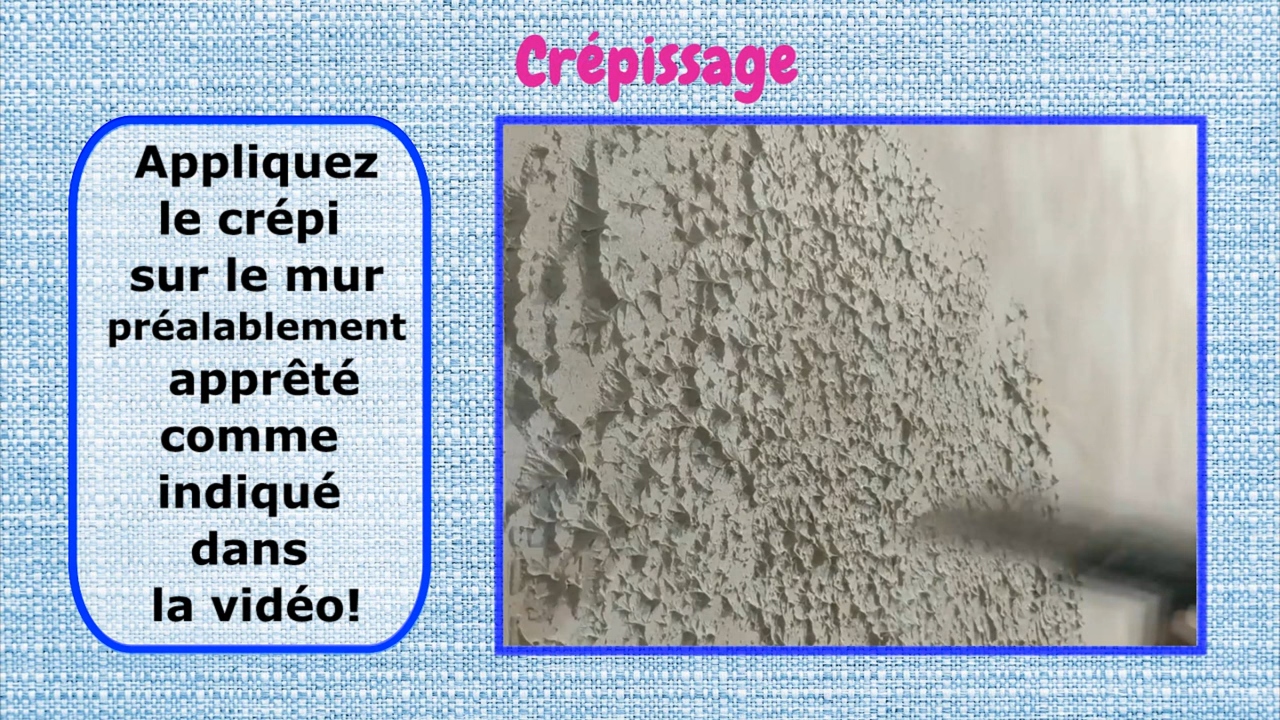 Crépissage
Appliquez
le crépi
sur le mur
préalablement
apprêté
comme
indiqué
dans
la vidéo!